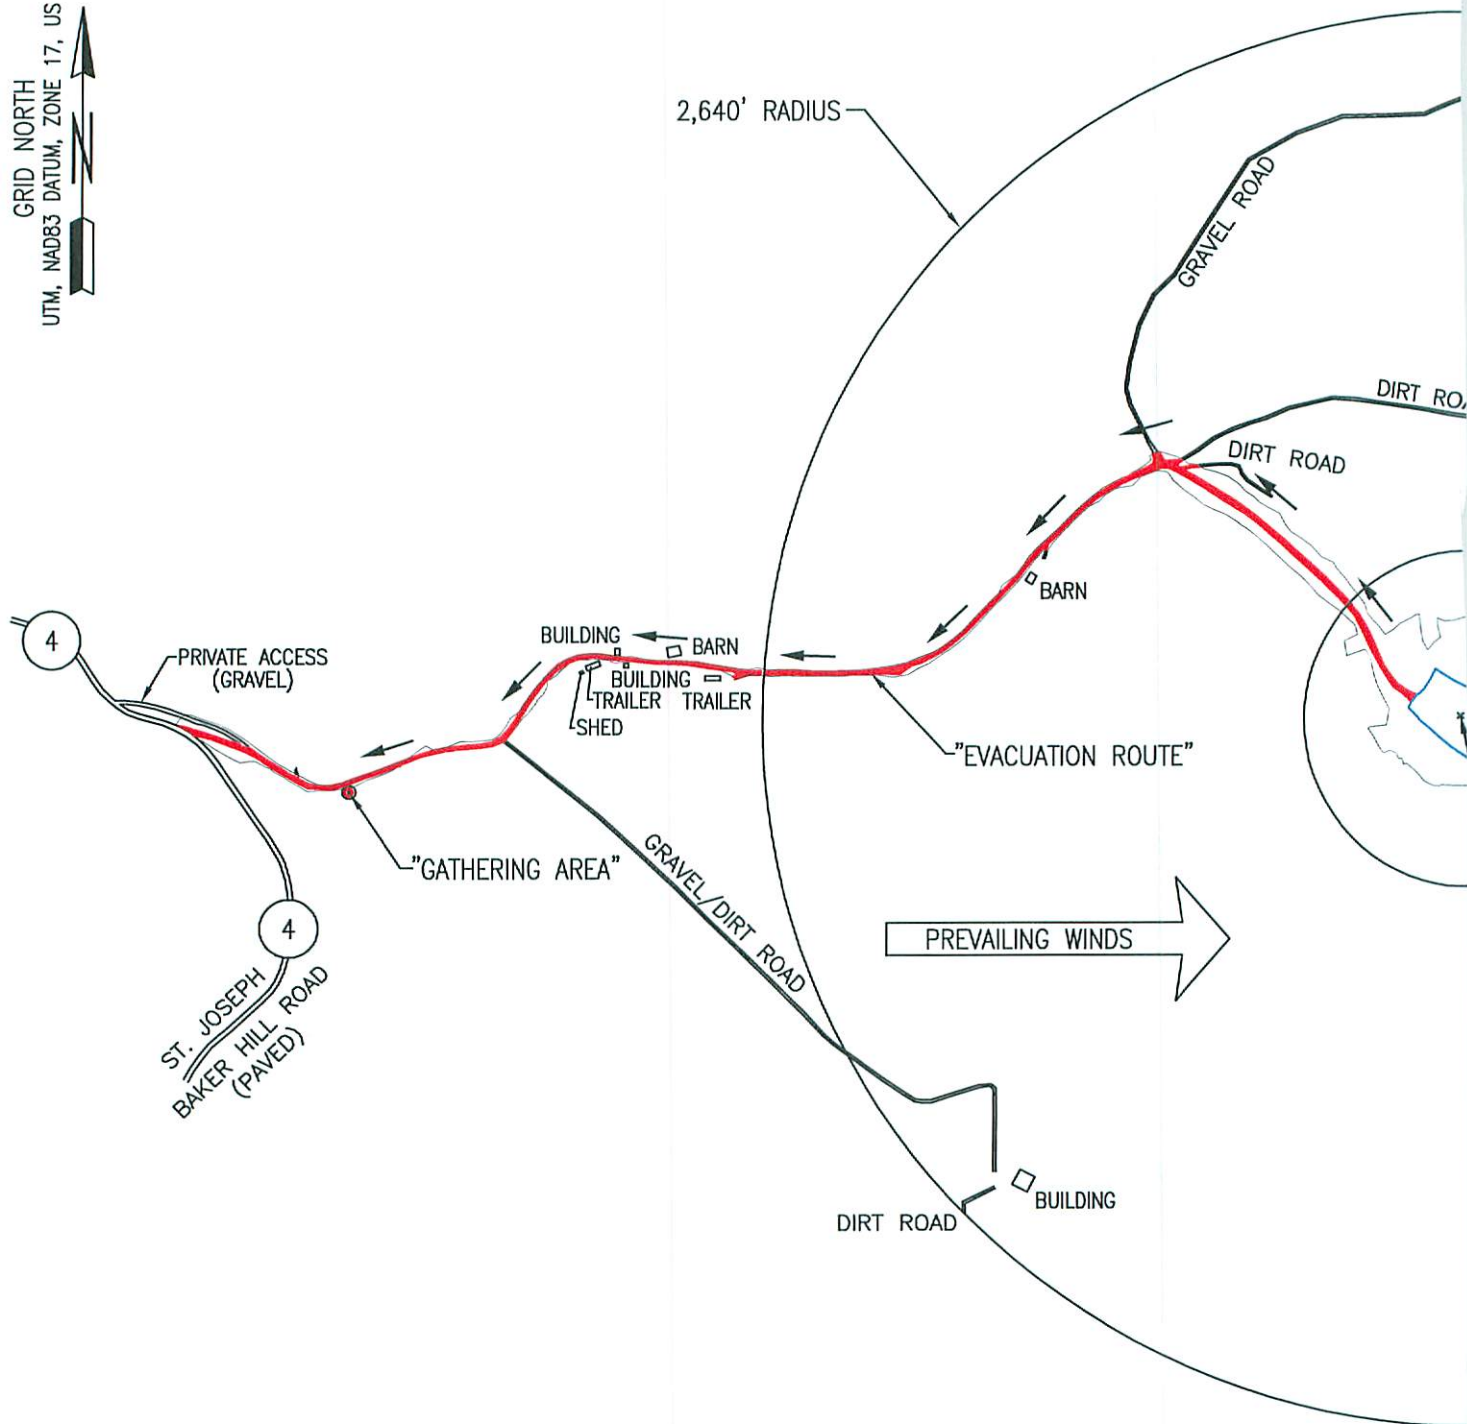 GRID NORTH
UTM, NAD83 DATUM, ZONE 17, US
N
2,640' RADIUS
GRAVEL ROAD
DIRT ROA
DIRT ROAD
BARN
4
PRIVATE ACCESS
(GRAVEL)
BUILDING
BARN
BUILDING
TRAILER
TRAILER
SHED
"EVACUATION ROUTE"
"GATHERING AREA"
GRAVEL/DIRT ROAD
4
PREVAILING WINDS
ST. JOSEPH
BAKER HILL ROAD
(PAVED)
BUILDING
DIRT ROAD